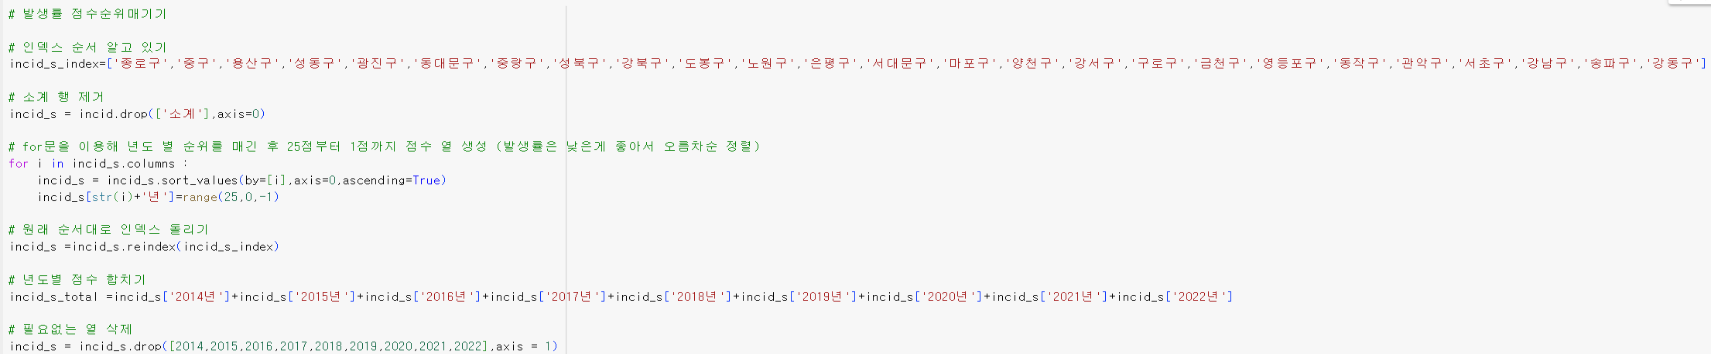 # 발생률 점수순위매기기
# 인덱스 순서 알고 있기
incid_s_index=['종로구','중구','용산구','성동구','광진구','동대문구','중랑구','성북구','강북구','도봉구','노원구','은평구','서대문구','마포구','양천구','강서구','구로구','금천구','영등포구','동작구','관악구','서초구','강남구','송파구','강동구']
# 소계 행 제거
incid_s = incid.drop(['소계'],axis=0)
# for문을 이용해 년도 별 순위를 매긴 후 25점부터 1점까지 점수 열 생성 (발생률은 낮은게 좋아서 오름차순 정렬)
for i in incid_s.columns :
    incid_s = incid_s.sort_values(by=[i],axis=0,ascending=True)
    incid_s[str(i)+'년']=range(25,0,-1)
# 원래 순서대로 인덱스 돌리기
incid_s =incid_s.reindex(incid_s_index)
# 년도별 점수 합치기
incid_s_total =incid_s['2014년']+incid_s['2015년']+incid_s['2016년']+incid_s['2017년']+incid_s['2018년']+incid_s['2019년']+incid_s['2020년']+incid_s['2021년']+incid_s['2022년']
# 필요없는 열 삭제
incid_s = incid_s.drop([2014,2015,2016,2017,2018,2019,2020,2021,2022],axis = 1)